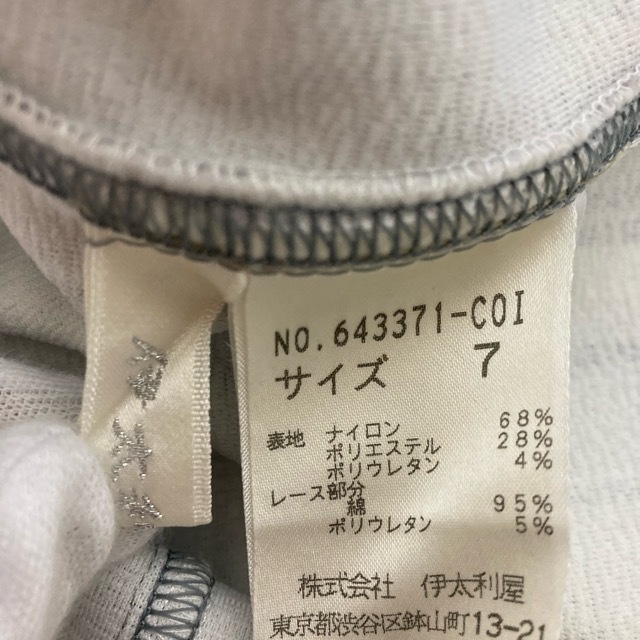 NO.643371-COI
サイズ 7
表地 ナイロン 68%
ポリエステル 28%
ポリウレタン 4%
レース部分
綿 95%
ポリウレタン 5%
株式会社 伊太利屋
東京都渋谷区鉢山町13-21